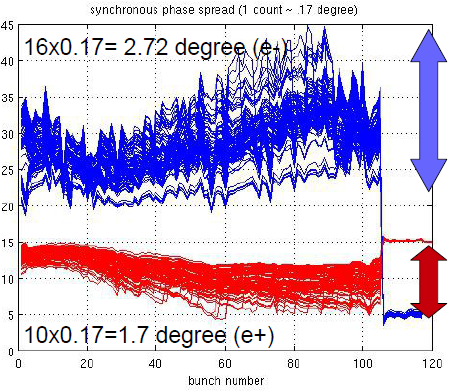 synchronous phase spread (1 count ~ .17 degree)
45
16x0.17= 2.72 degree (e-)
40
35
30
25
20
15
10
5
10x0.17=1.7 degree (e+)
0
0 20 40 60 80 100 120
bunch number